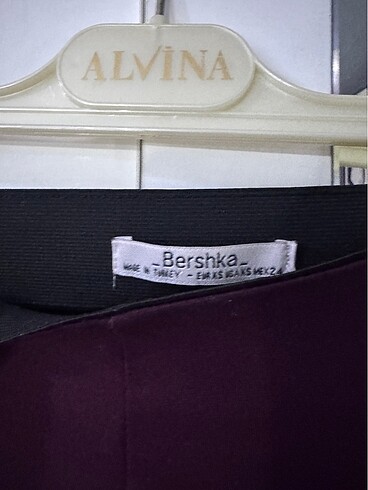 ALVİNA
_Bershka_
MADE IN TURKEY - EUR XS USA XS MEX 24